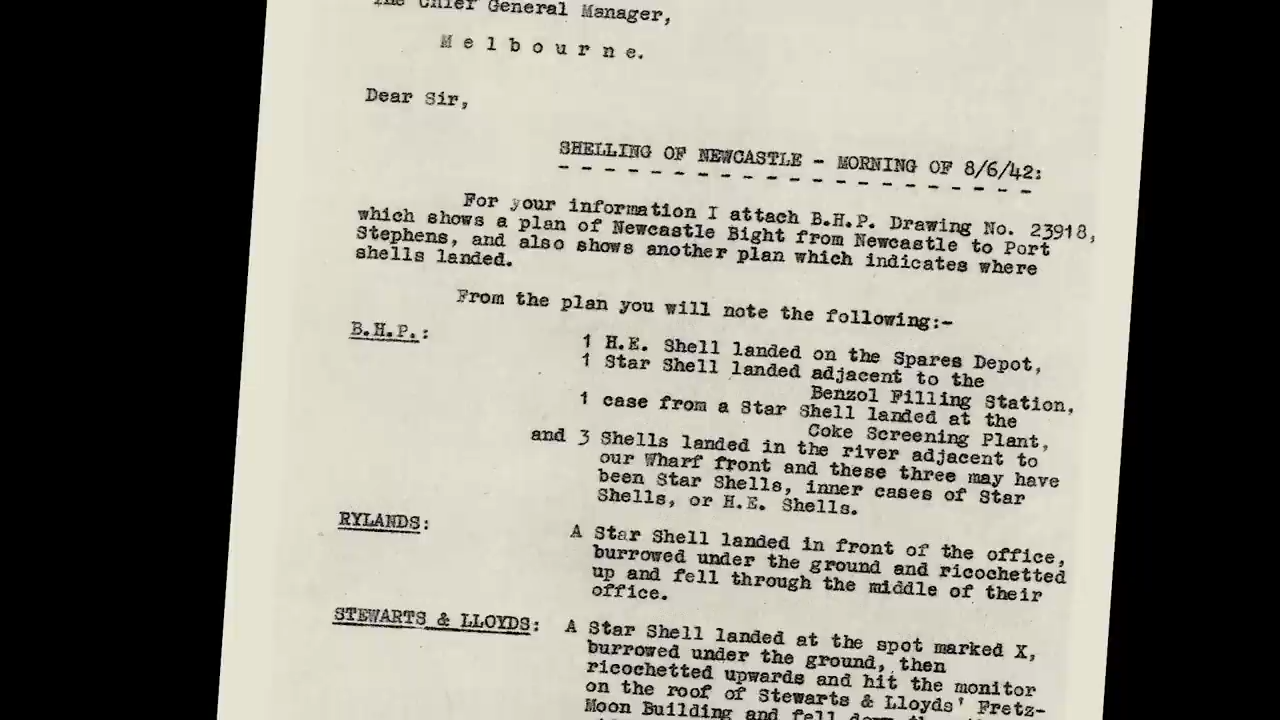 The Chief General Manager,
Melbourne.
Dear Sir,
SHELLING OF NEWCASTLE - MORNING OF 8/6/42:
For your information I attach B.H.P. Drawing No. 23918,
which shows a plan of Newcastle Bight from Newcastle to Port
Stephens, and also shows another plan which indicates where
shells landed.
From the plan you will note the following:-
B.H.P.:
1 H.E. Shell landed on the Spares Depot,
1 Star Shell landed adjacent to the
Benzol Filling Station,
1 case from a Star Shell landed at the
Coke Screening Plant,
and 3 Shells landed in the river adjacent to
our Wharf front and these three may have
been Star Shells, inner cases of Star
Shells, or H.E. Shells.
RYLANDS:
A Star Shell landed in front of the office,
burrowed under the ground and ricochetted
up and fell through the middle of their
office.
STEWARTS & LLOYDS: A Star Shell landed at the spot marked X,
burrowed under the ground, then
ricochetted upwards and hit the monitor
on the roof of Stewarts & Lloyds' Fretz-
Moon Building and fell down